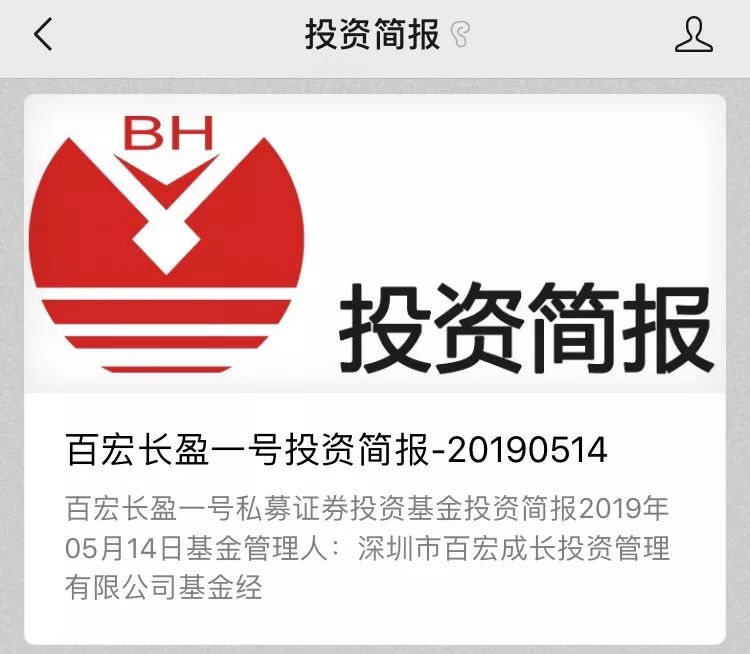 投资简报
BH
投资简报
百宏长盈一号投资简报-20190514
百宏长盈一号私募证券投资基金投资简报2019年
05月14日基金管理人：深圳市百宏成长投资管理
有限公司基金经